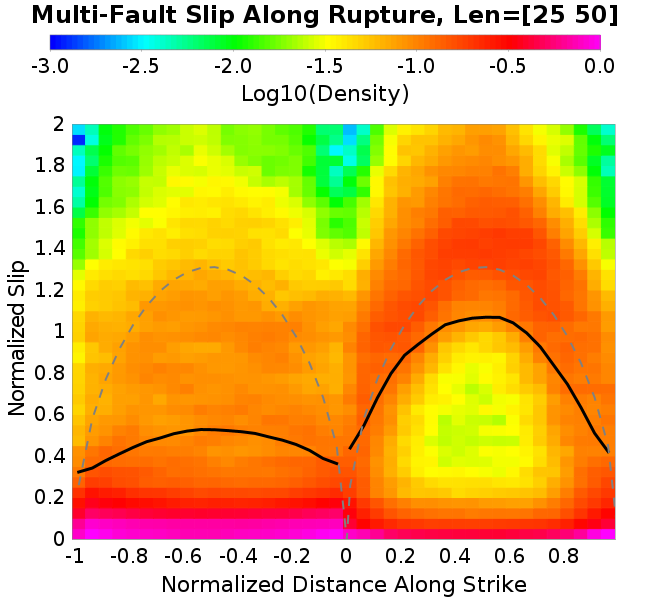 Multi-Fault Slip Along Rupture, Len=[25 50]
-3.0 -2.5 -2.0 -1.5 -1.0 -0.5 0.0
Log10(Density)
2
1.8
1.6
1.4
1.2
1
0.8
0.6
0.4
0.2
0
Normalized Slip
-1 -0.8 -0.6 -0.4 -0.2 0 0.2 0.4 0.6 0.8
Normalized Distance Along Strike